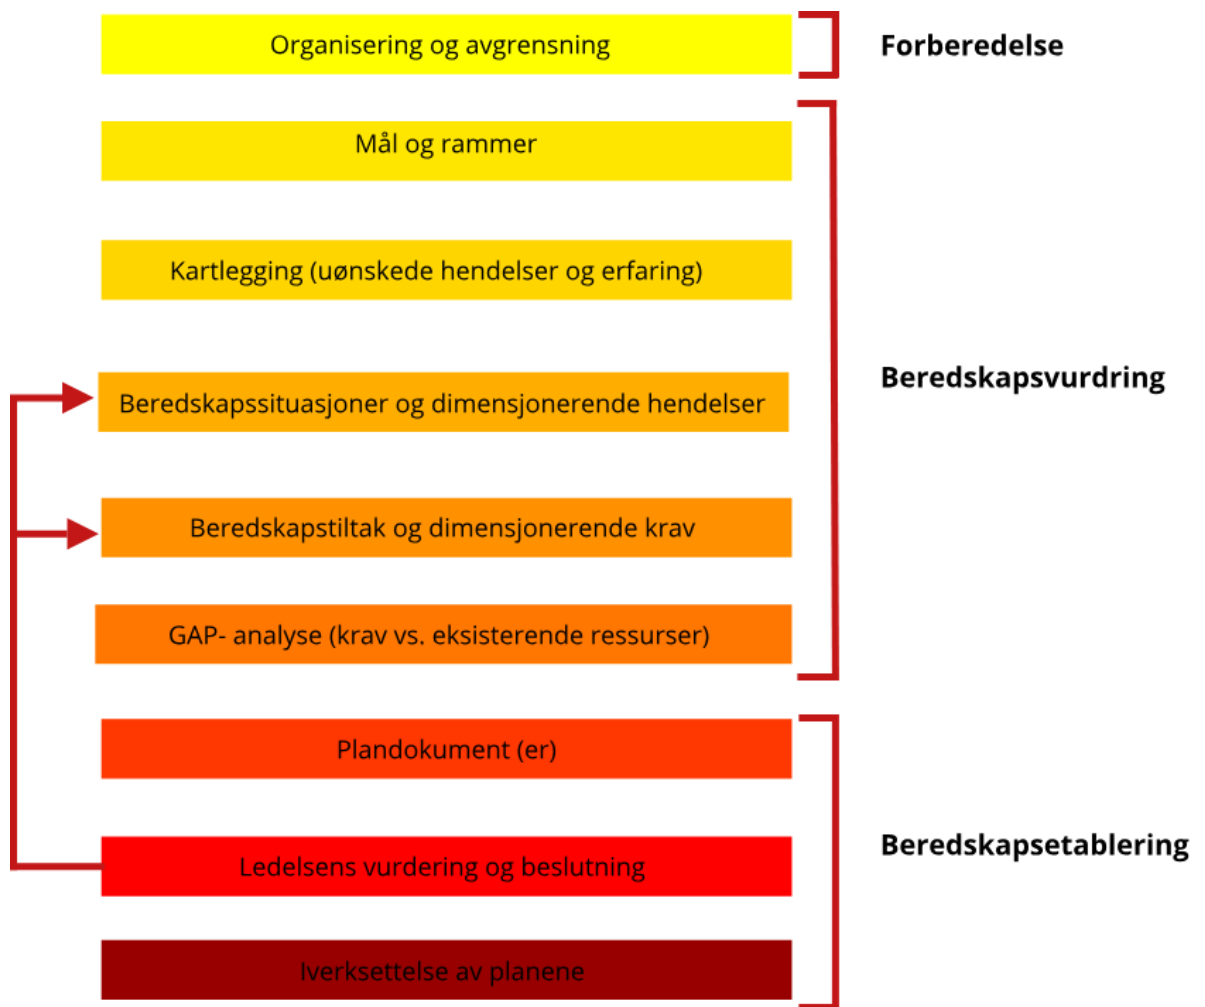 Organisering og avgrensning
Forberedelse
Mål og rammer
Kartlegging (uønskede hendelser og erfaring)
Beredskapsvurdring
Beredskapssituasjoner og dimensjonerende hendelser
Beredskapstiltak og dimensjonerende krav
GAP- analyse (krav vs. eksisterende ressurser)
Plandokument (er)
Beredskapsetablering
Ledelsens vurdering og beslutning
Iverksettelse av planene